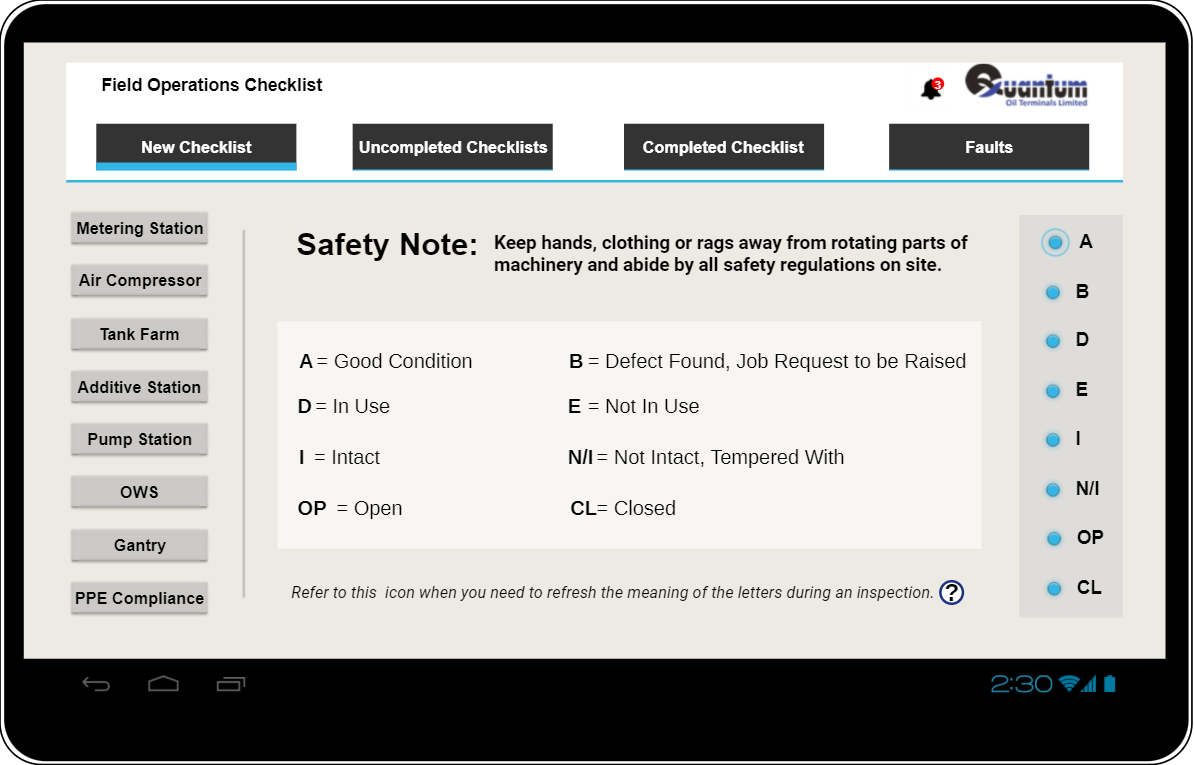 Field Operations Checklist
3
Quantum
Oil Terminals Limited
New Checklist
Uncompleted Checklists
Completed Checklist
Faults
Metering Station
Air Compressor
Tank Farm
Additive Station
Pump Station
OWS
Gantry
PPE Compliance
Safety Note:
Keep hands, clothing or rags away from rotating parts of
machinery and abide by all safety regulations on site.
A = Good Condition
B = Defect Found, Job Request to be Raised
D = In Use
E = Not In Use
I = Intact
N/I = Not Intact, Tempered With
OP = Open
CL= Closed
Refer to this icon when you need to refresh the meaning of the letters during an inspection. ?
A
B
D
E
I
N/I
OP
CL
2:30